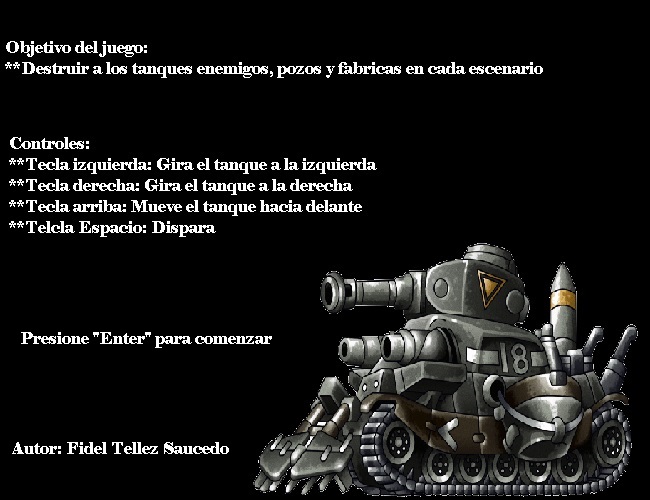 Objetivo del juego:
**Destruir a los tanques enemigos, pozos y fabricas en cada escenario
Controles:
**Tecla izquierda: Gira el tanque a la izquierda
**Tecla derecha: Gira el tanque a la derecha
**Tecla arriba: Mueve el tanque hacia delante
**Telcla Espacio: Dispara
18
Presione "Enter" para comenzar
Autor: Fidel Tellez Saucedo